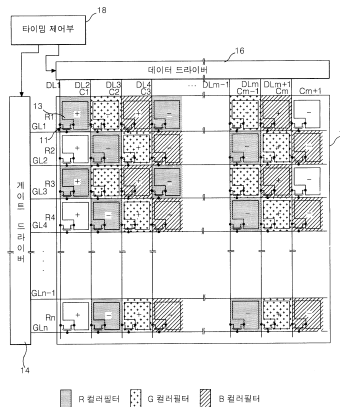 18
타이밍 제어부
16
데이터 드라이버
DL1 DL2 DL3 DL4 ... DLm-1 DLm DLm+1
C1 C2 C3 Cm-1 Cm Cm+1
13
R1
11
GL1
R2
GL2
R3
GL3
R4
GL4
게이트 드라이버
GLn-1
Rn
GLn
14
R 컬러필터 G 컬러필터 B 컬러필터